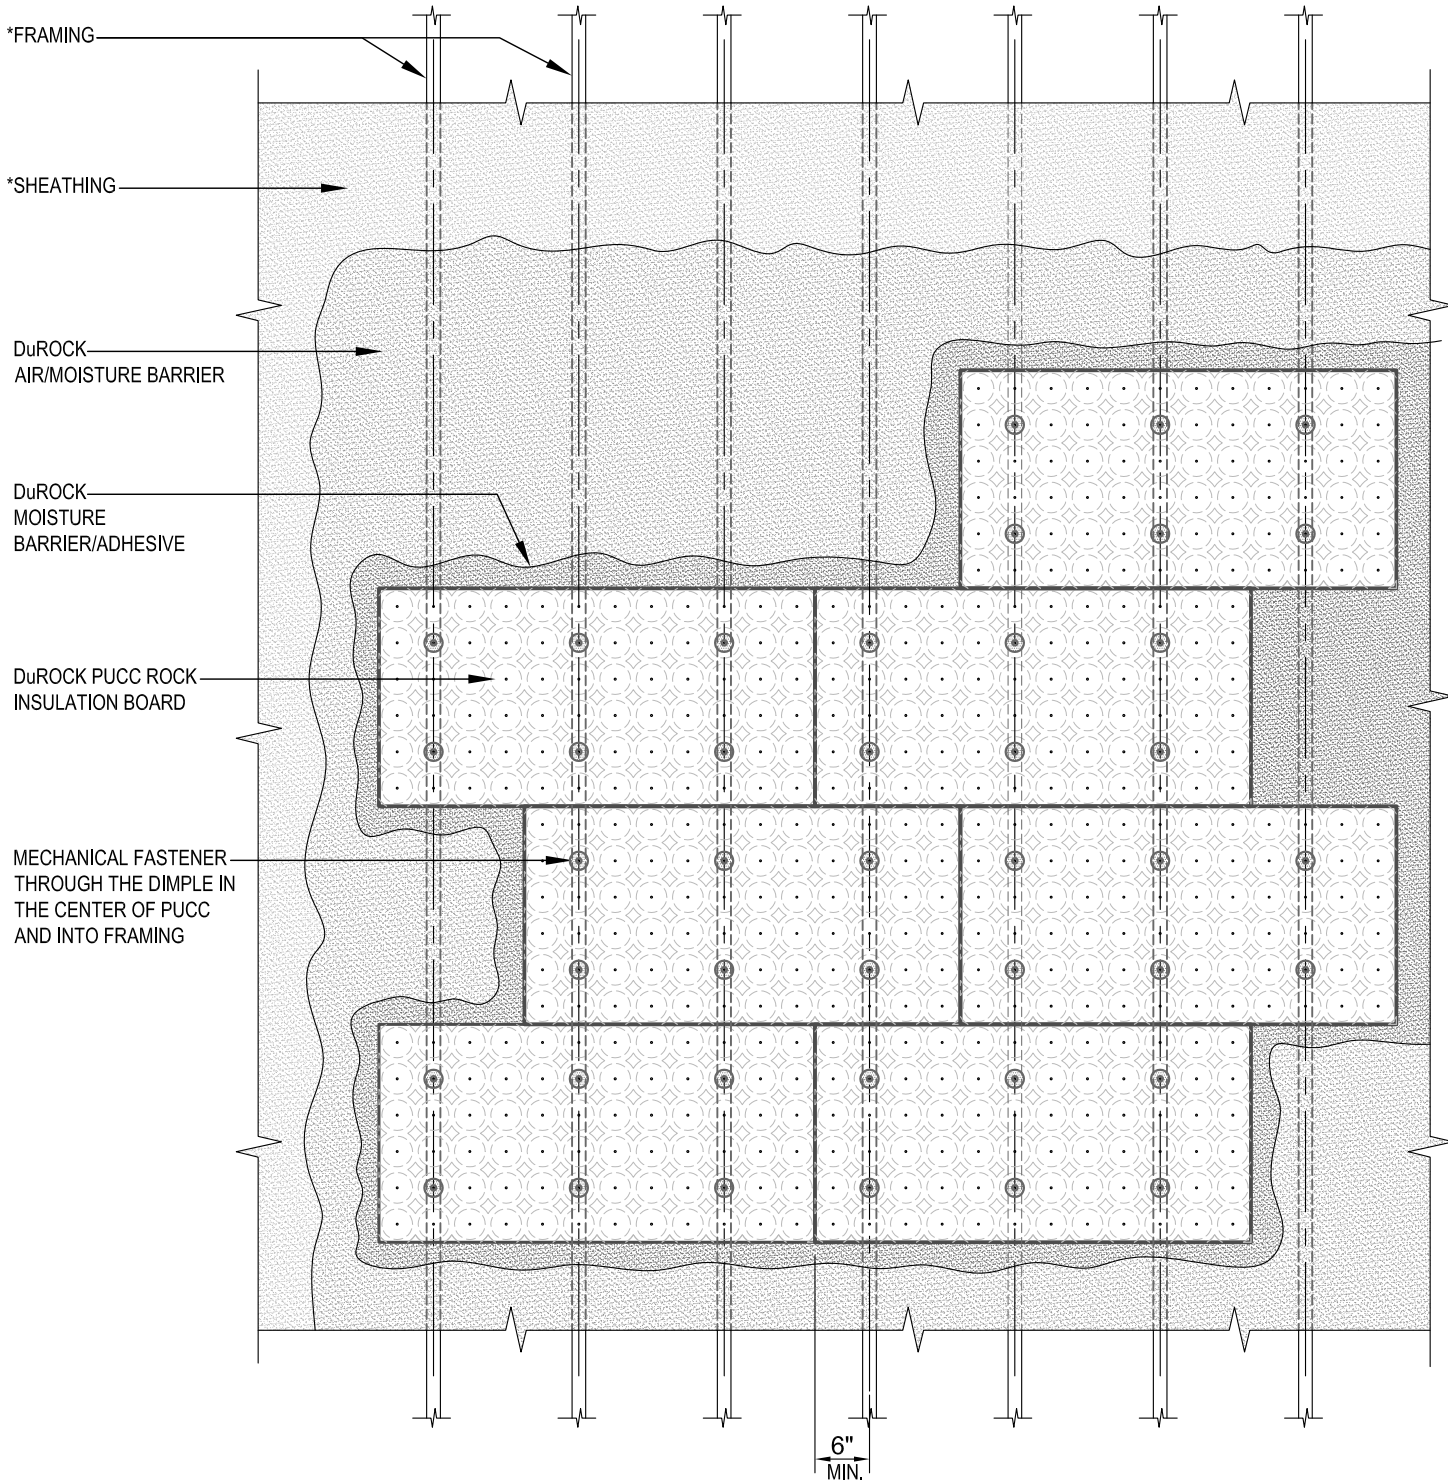 *FRAMING
*SHEATHING
DuROCK
AIR/MOISTURE BARRIER
DuROCK
MOISTURE
BARRIER/ADHESIVE
DuROCK PUCC ROCK
INSULATION BOARD
MECHANICAL FASTENER
THROUGH THE DIMPLE IN
THE CENTER OF PUCC
AND INTO FRAMING
6"
MIN.